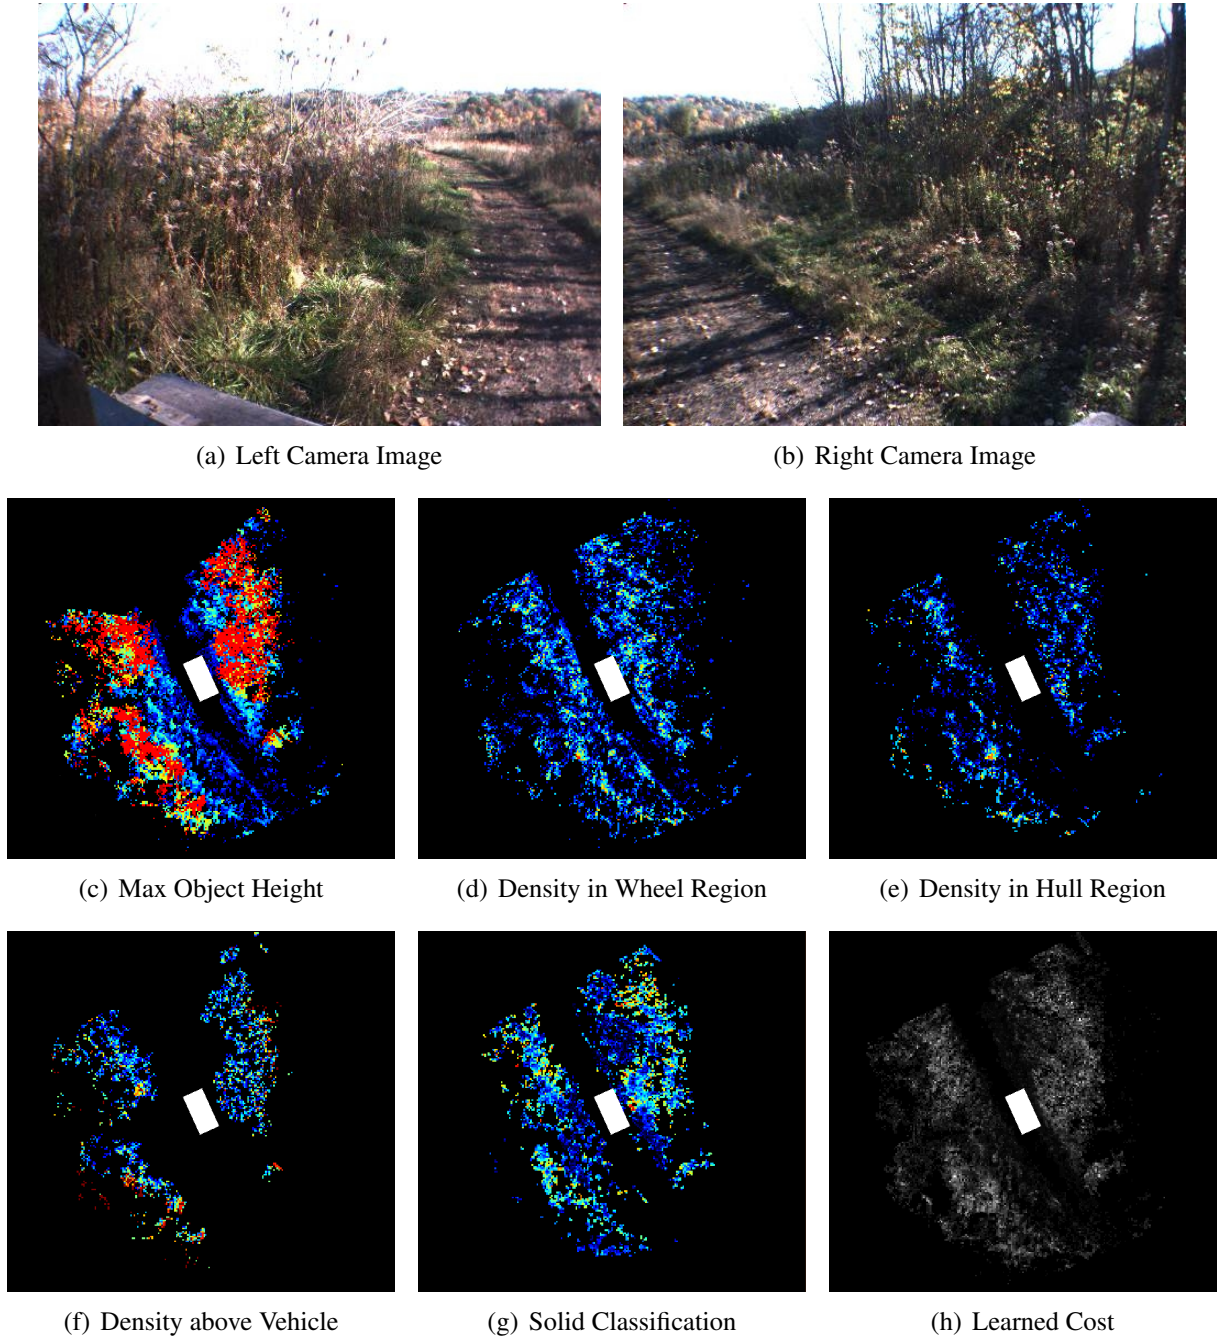 (a) Left Camera Image
(b) Right Camera Image
(c) Max Object Height
(d) Density in Wheel Region
(e) Density in Hull Region
(f) Density above Vehicle
(g) Solid Classification
(h) Learned Cost